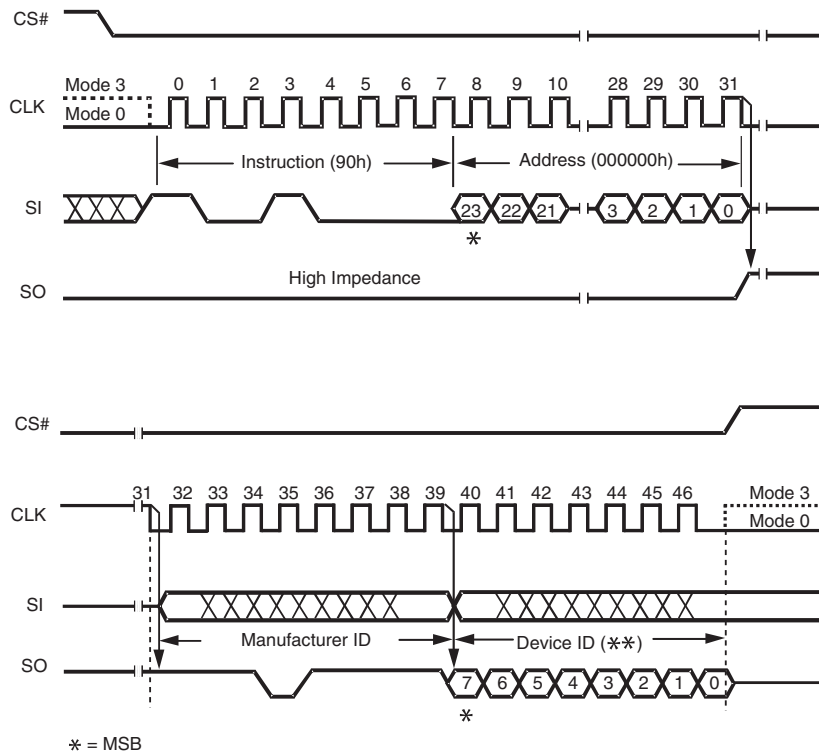 CS#
Mode 3
0 1 2 3 4 5 6 7 8 9 10 28 29 30 31
CLK
Mode 0
Instruction (90h) Address (000000h)
SI
23 22 21 3 2 1 0
*
High Impedance
SO
CS#
31 32 33 34 35 36 37 38 39 40 41 42 43 44 45 46
Mode 3
CLK
Mode 0
SI
Manufacturer ID Device ID (**)
SO
7 6 5 4 3 2 1 0
*
* = MSB